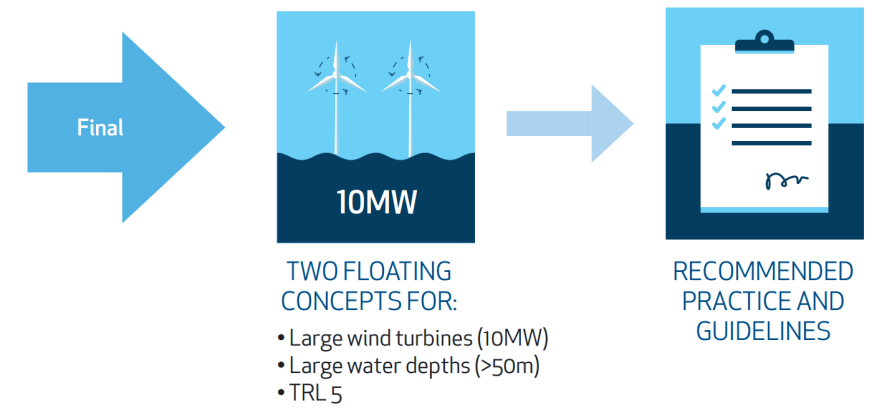 Final
10MW
TWO FLOATING
CONCEPTS FOR:
• Large wind turbines (10MW)
• Large water depths (>50m)
• TRL 5
RECOMMENDED
PRACTICE AND
GUIDELINES